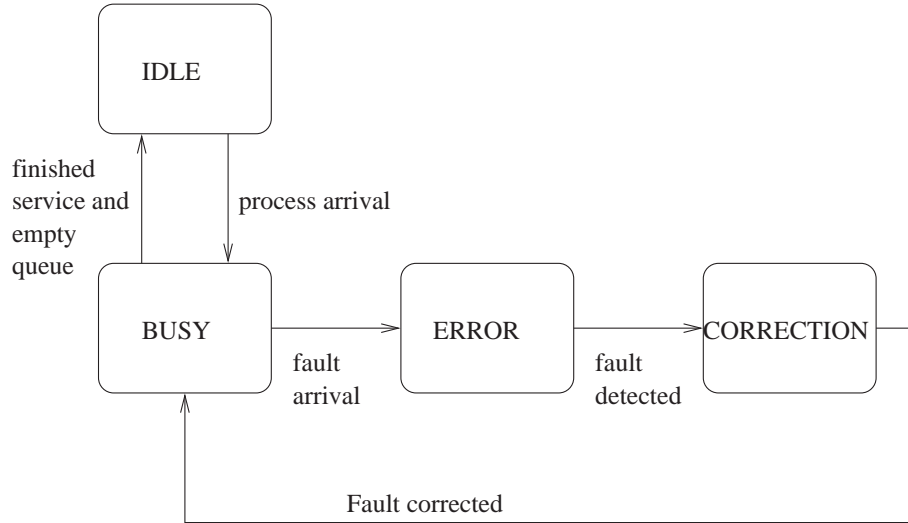 IDLE
finished
service and
empty
queue
process arrival
BUSY
fault
arrival
ERROR
fault
detected
CORRECTION
Fault corrected